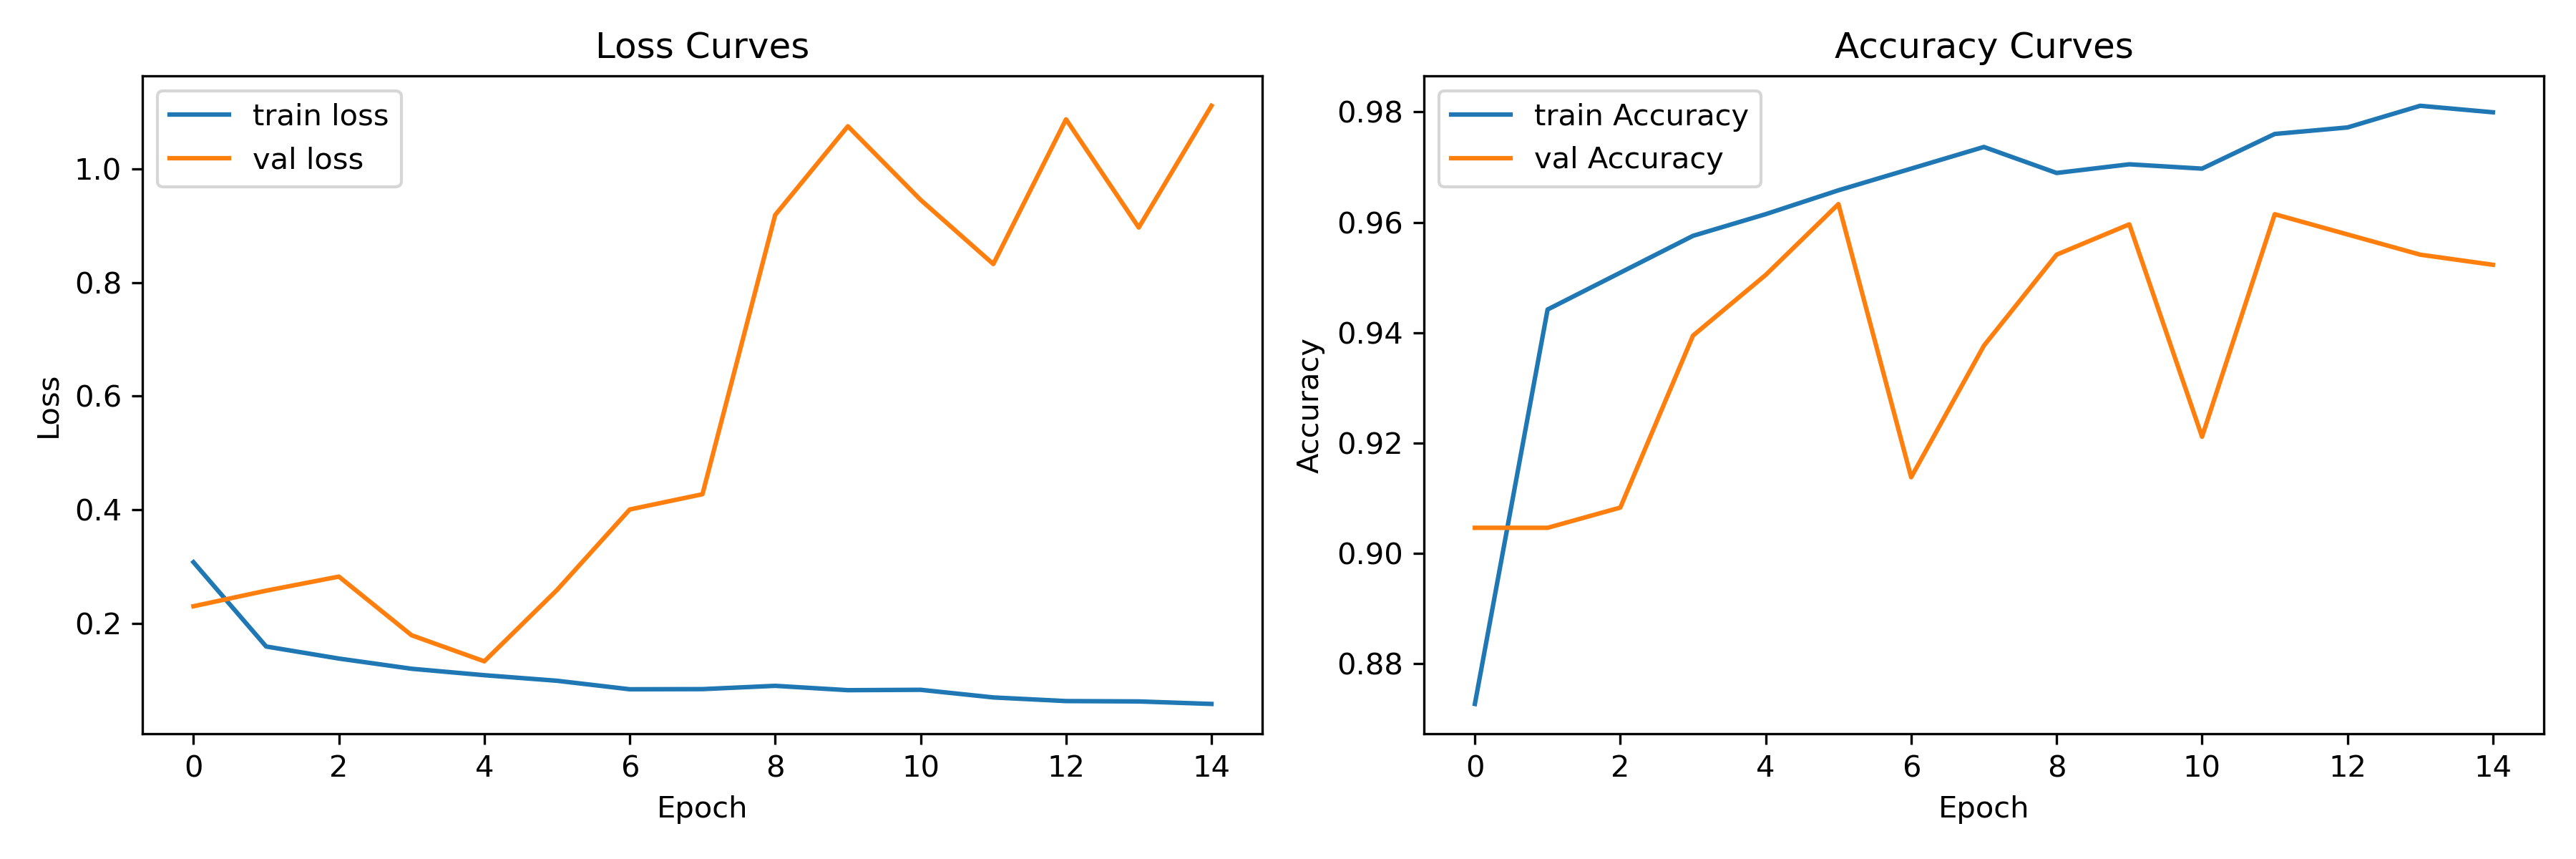 Loss Curves
train loss
val loss
1.0
0.8
0.6
0.4
0.2
Loss
0 2 4 6 8 10 12 14
Epoch
Accuracy Curves
train Accuracy
val Accuracy
0.98
0.96
0.94
0.92
0.90
0.88
Accuracy
0 2 4 6 8 10 12 14
Epoch